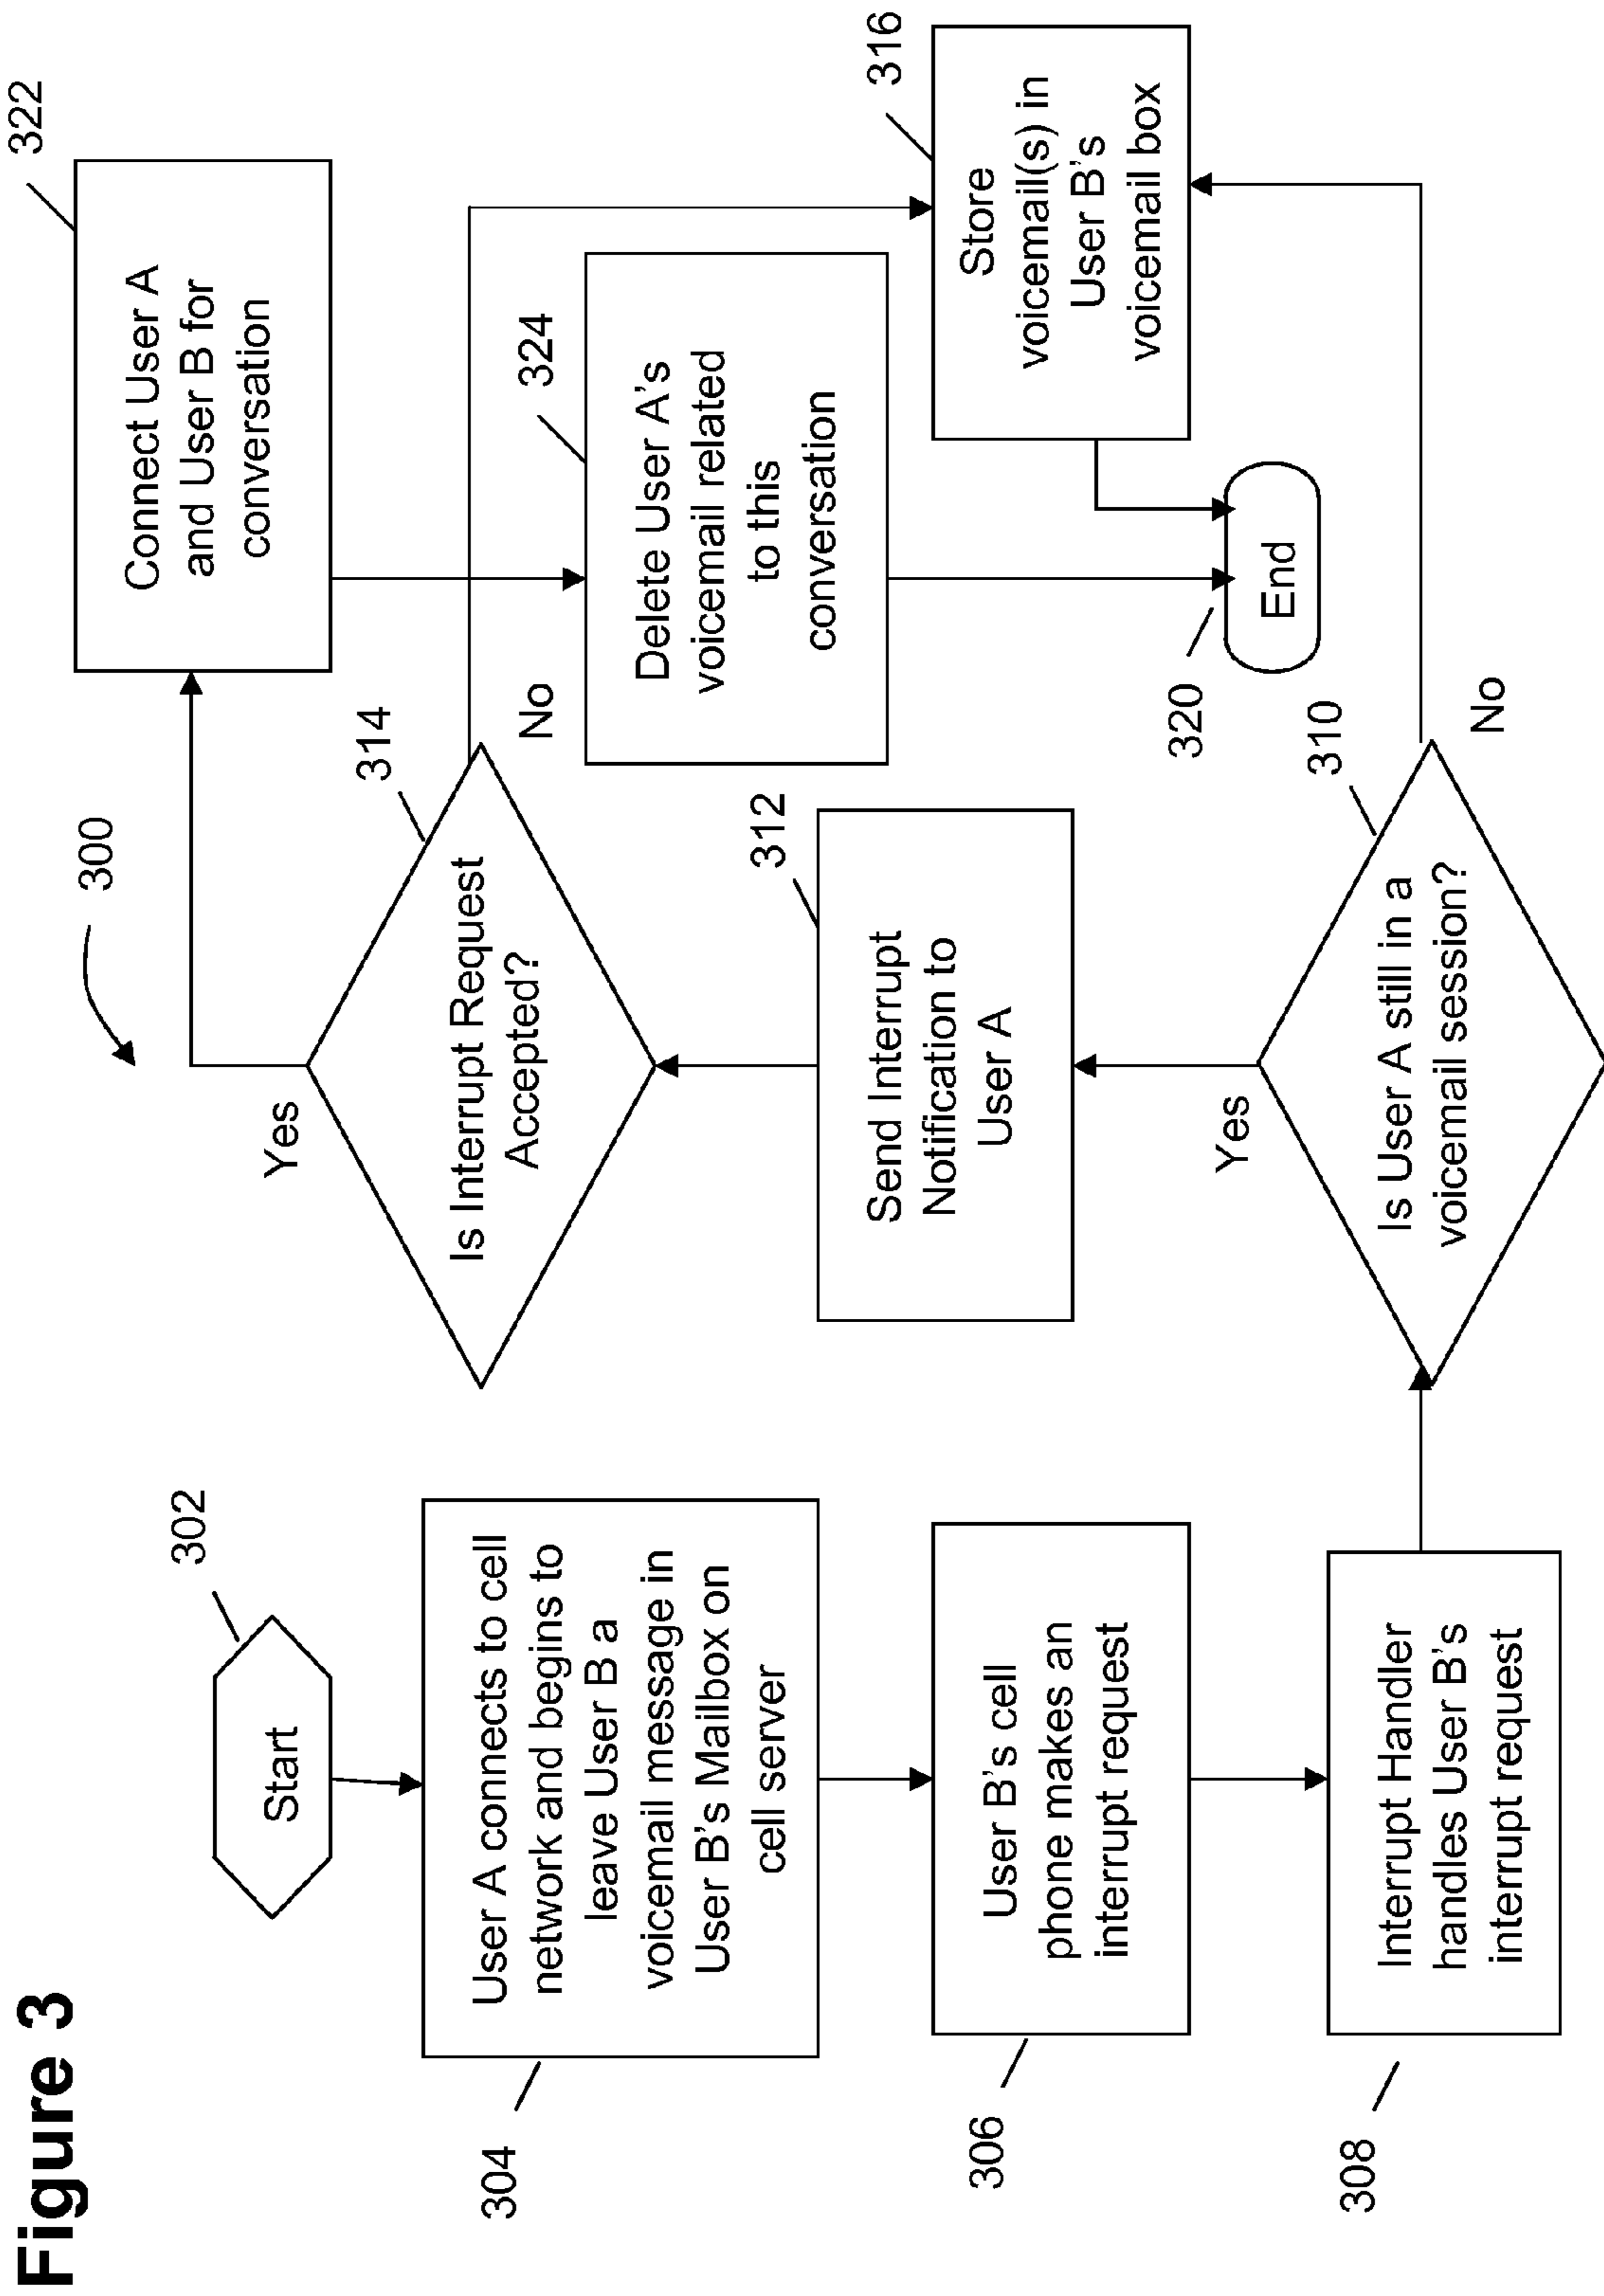 Figure 3
300
302
Start
304
User A connects to cell
network and begins to
leave User B a
voicemail message in
User B's Mailbox on
cell server
306
User B's cell
phone makes an
interrupt request
308
Interrupt Handler
handles User B's
interrupt request
310
Is User A still in a
voicemail session?
Yes
No
312
Send Interrupt
Notification to
User A
314
Is Interrupt Request
Accepted?
Yes
No
322
Connect User A
and User B for
conversation
324
Delete User A's
voicemail related
to this
conversation
316
Store
voicemail(s) in
User B's
voicemail box
320
End